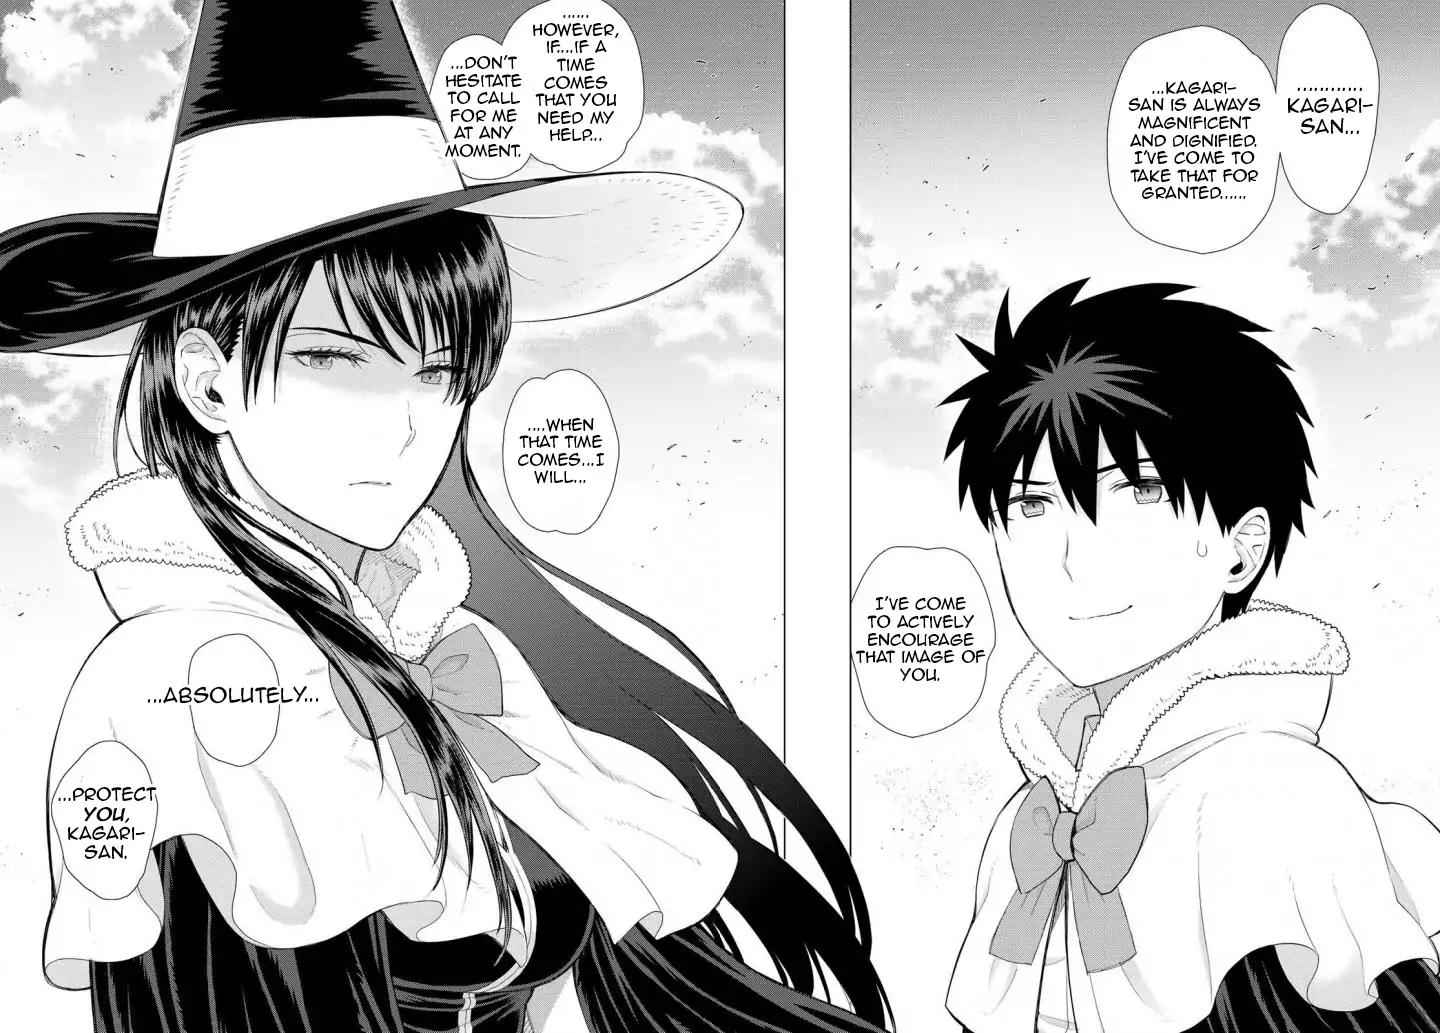 ............
KAGARI-
SAN...
...KAGARI-
SAN IS ALWAYS
MAGNIFICENT
AND DIGNIFIED.
I'VE COME TO
TAKE THAT FOR
GRANTED......
I'VE COME
TO ACTIVELY
ENCOURAGE
THAT IMAGE OF
YOU.
......
HOWEVER,
IF....IF A
TIME
COMES
THAT YOU
NEED MY
HELP...
...DON'T
HESITATE
TO CALL
FOR ME
AT ANY
MOMENT.
....WHEN
THAT TIME
COMES...I
WILL...
...ABSOLUTELY...
...PROTECT
YOU,
KAGARI-
SAN.